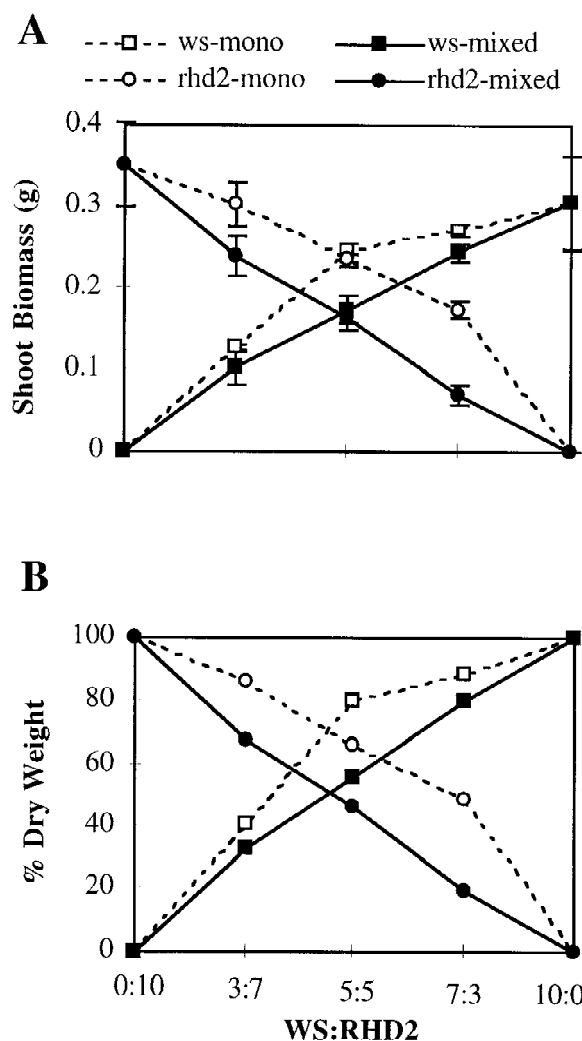 A
ws-mono ws-mixed
rhd2-mono rhd2-mixed
0.4
0.3
0.2
0.1
0
Shoot Biomass (g)
B
100
80
60
40
20
0
% Dry Weight
0:10 3:7 5:5 7:3 10:0
WS:RHD2